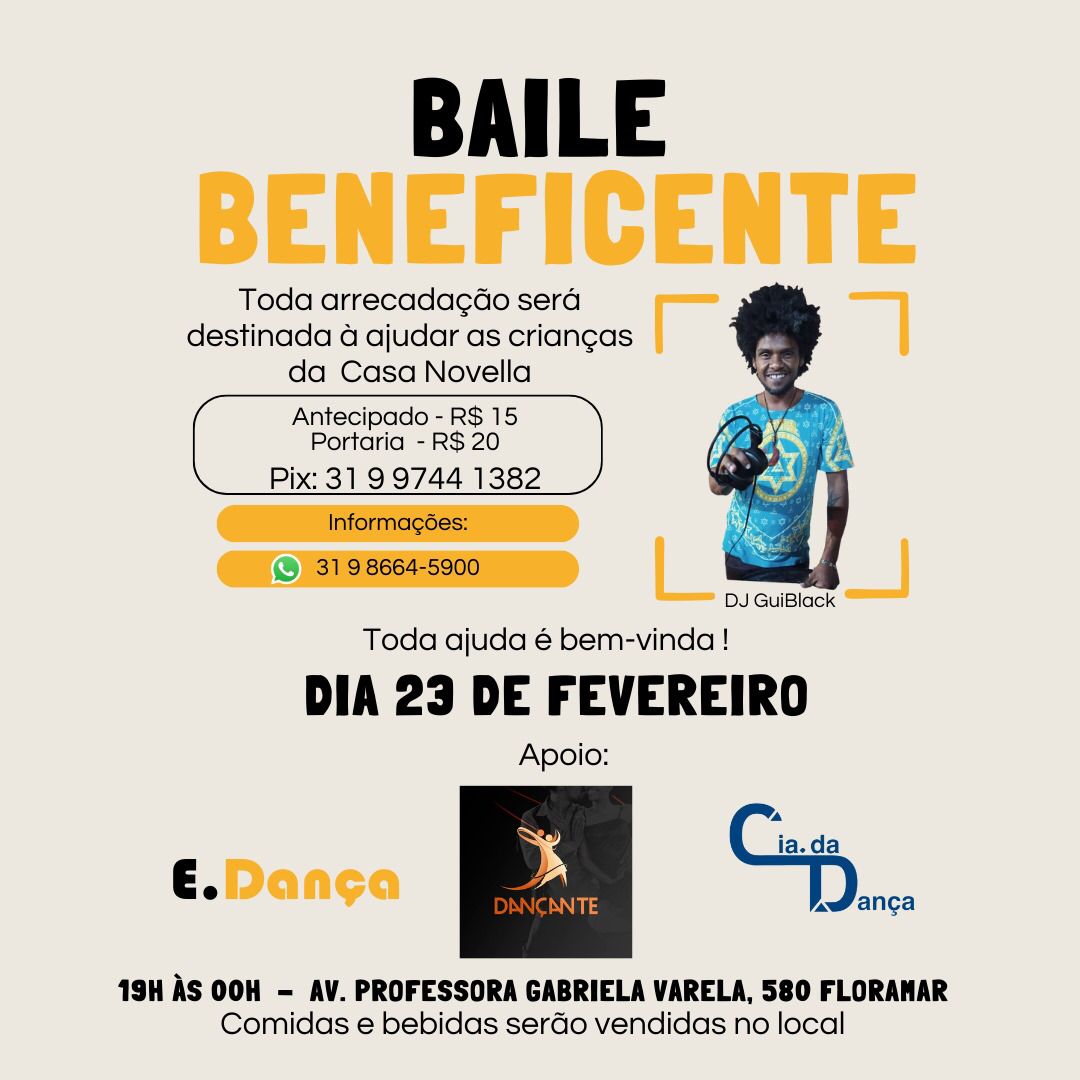 BAILE
BENEFICENTE
Toda arrecadação será
destinada à ajudar as crianças
da Casa Novella
Antecipado - R$ 15
Portaria - R$ 20
Pix: 31 9 9744 1382
Informações:
31 9 8664-5900
DJ GuiBlack
Toda ajuda é bem-vinda !
DIA 23 DE FEVEREIRO
Apoio:
E.Dança
DANÇANTE
Cia. da
Dança
19H ÀS 00H – AV. PROFESSORA GABRIELA VARELA, 580 FLORAMAR
Comidas e bebidas serão vendidas no local